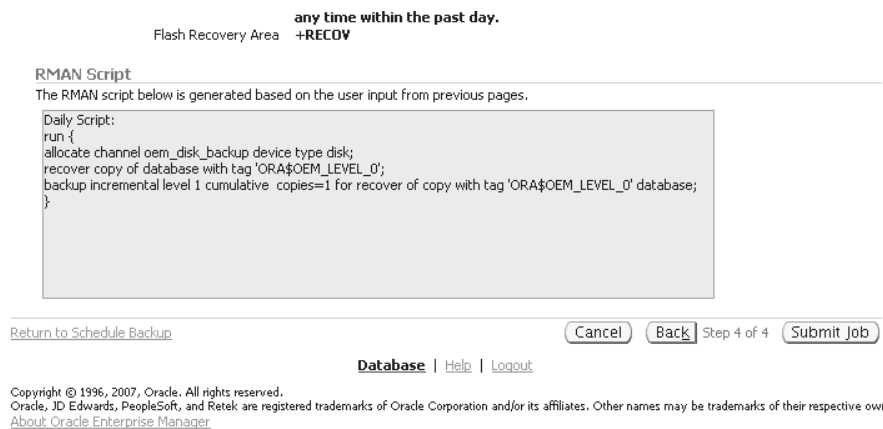 any time within the past day.
Flash Recovery Area +RECOV
RMAN Script
The RMAN script below is generated based on the user input from previous pages.
Daily Script:
run {
allocate channel oem_disk_backup device type disk;
recover copy of database with tag 'ORA$OEM_LEVEL_0';
backup incremental level 1 cumulative  copies=1 for recover of copy with tag 'ORA$OEM_LEVEL_0' database;
}
Return to Schedule Backup Cancel Back Step 4 of 4 Submit Job
Database | Help | Logout
Copyright © 1996, 2007, Oracle. All rights reserved.
Oracle, JD Edwards, PeopleSoft, and Retek are registered trademarks of Oracle Corporation and/or its affiliates. Other names may be trademarks of their respective
About Oracle Enterprise Manager